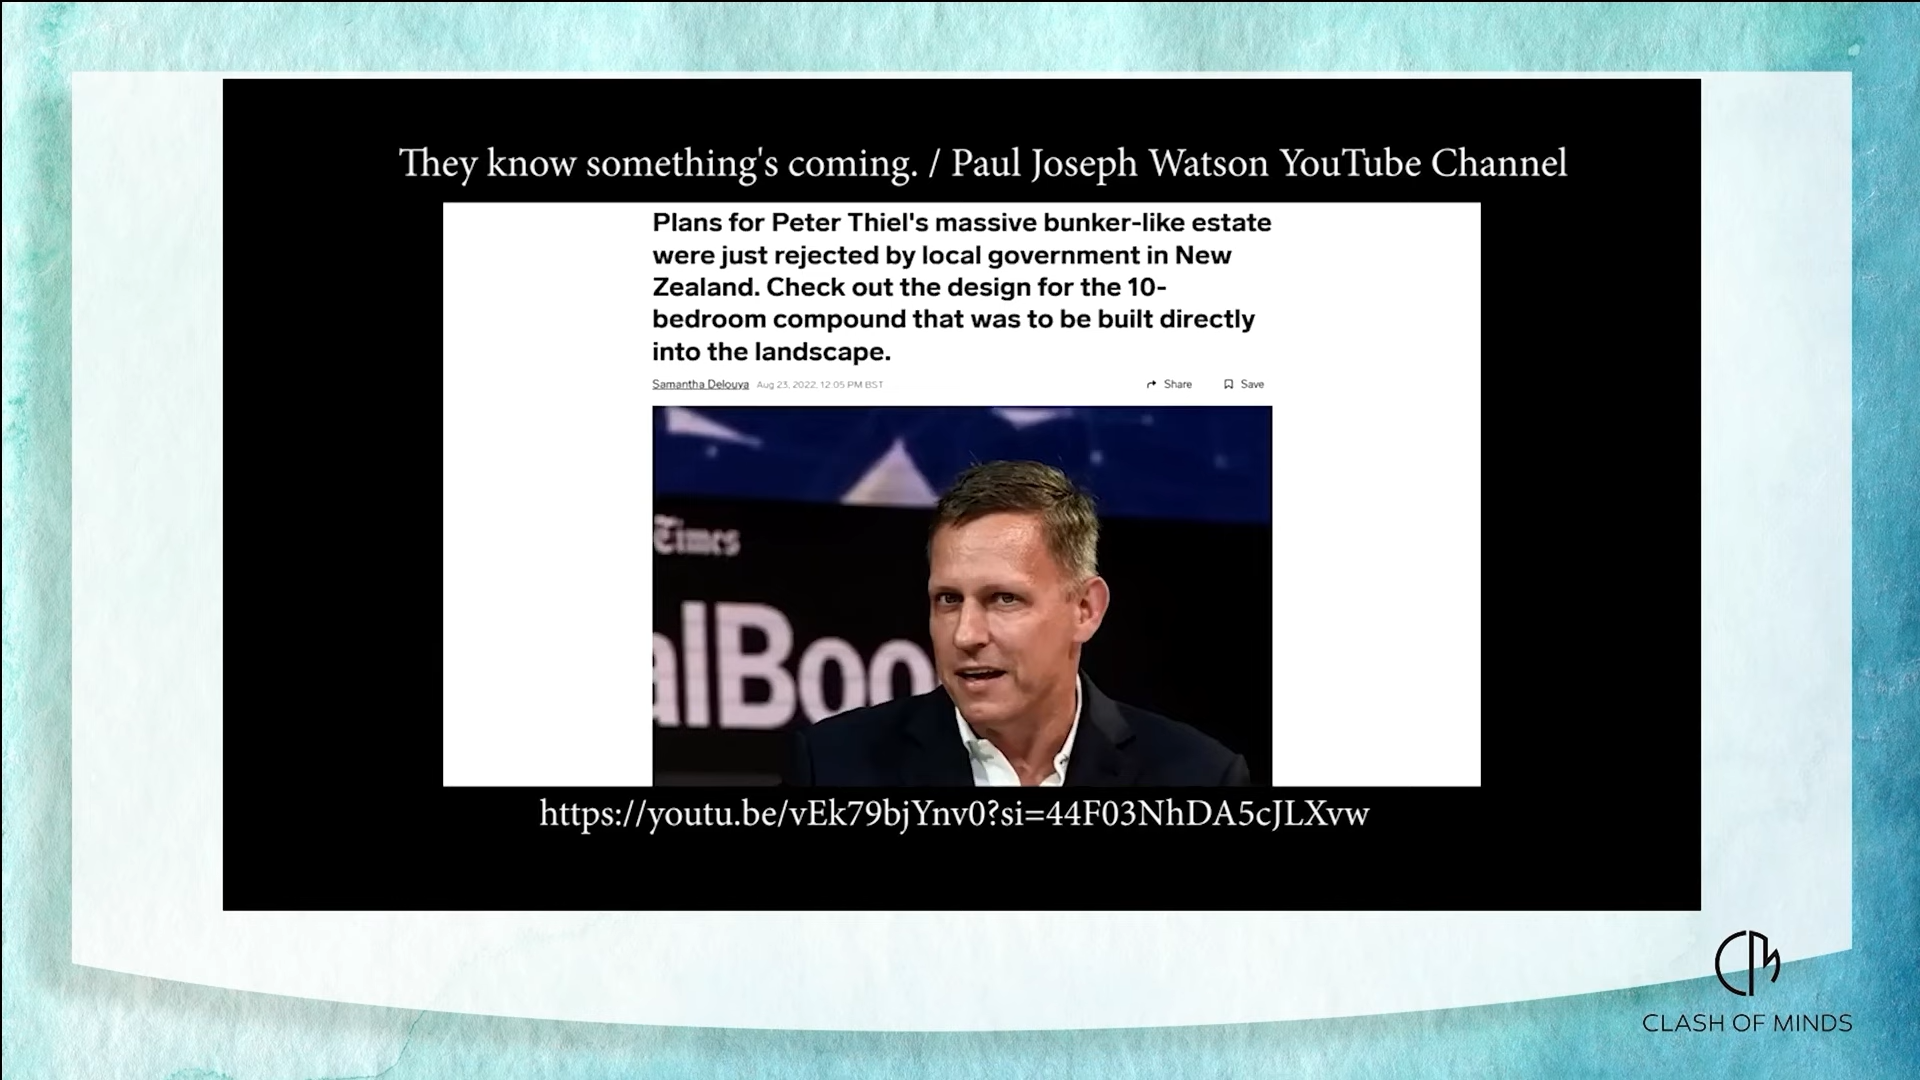 They know something's coming. / Paul Joseph Watson YouTube Channel
Plans for Peter Thiel's massive bunker-like estate
were just rejected by local government in New
Zealand. Check out the design for the 10-
bedroom compound that was to be built directly
into the landscape.
Samantha Delouya Aug 23, 2022, 12:05 PM BST Share Save
Times
alBoo
https://youtu.be/vEk79bjYnv0?si=44F03NhDA5cJLXvw
CLASH OF MINDS